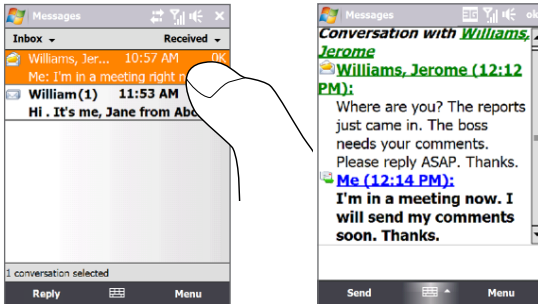 Messages
Inbox Received
Williams, Jer... 10:57 AM 0K
Me: I'm in a meeting right
William (1) 11:53 AM
Hi . It's me, Jane from
1 conversation selected
Reply Menu
Messages 3G ok
Conversation with Williams,
Jerome
Williams, Jerome (12:12
PM):
Where are you? The reports
just came in. The boss
needs your comments.
Please reply ASAP. Thanks.
Me (12:14 PM):
I'm in a meeting now. I
will send my comments
soon. Thanks.
Send Menu